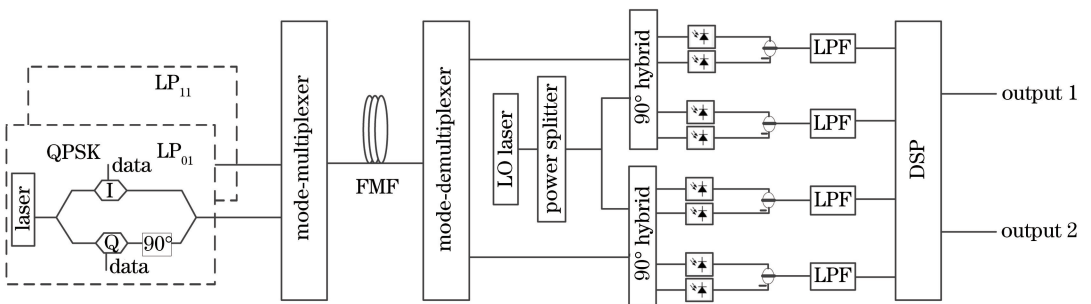 LP11
QPSK
LP01
data
I
laser
Q
90°
data
mode-multiplexer
FMF
mode-demultiplexer
LO laser
power splitter
90° hybrid
90° hybrid
LPF
LPF
LPF
LPF
DSP
output 1
output 2